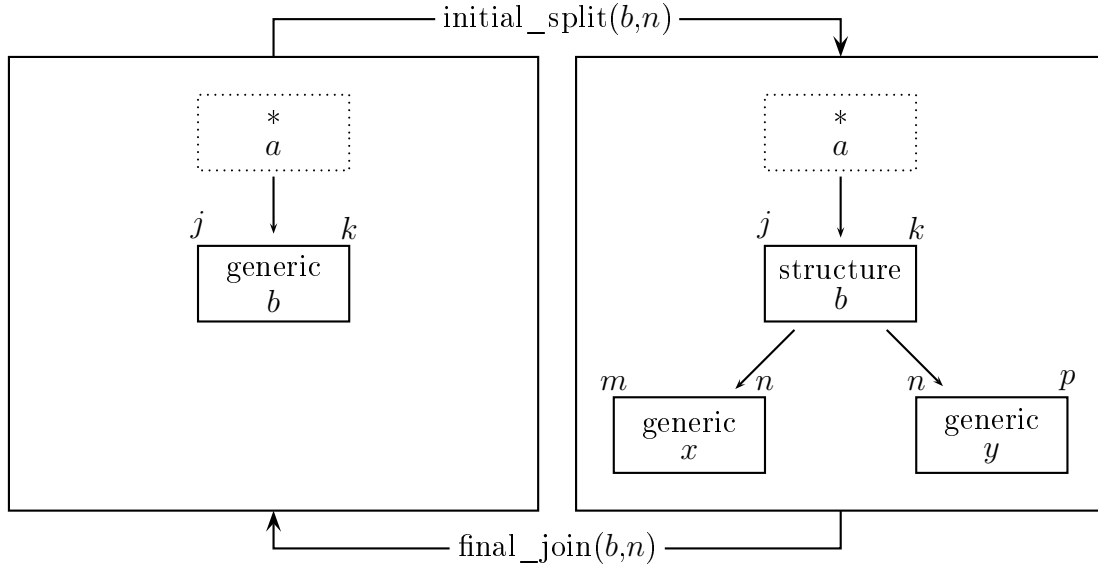 initial_split(b,n)
*
a
j k
generic
b
*
a
j k
structure
b
m n
generic
x
n p
generic
y
final_join(b,n)